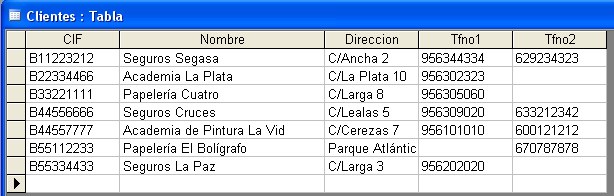 Clientes : Tabla
CIF Nombre Direccion Tfno1 Tfno2
B11223212 Seguros Segasa C/Ancha 2 956344334 629234323
B22334466 Academia La Plata C/La Plata 10 956302323
B33221111 Papelería Cuatro C/Larga 8 956305060
B44556666 Seguros Cruces C/Lealas 5 956309020 633212342
B44557777 Academia de Pintura La Vid C/Cerezas 7 956101010 600121212
B55112233 Papelería El Bolígrafo Parque Atlántic 670787878
B55334433 Seguros La Paz C/Larga 3 956202020